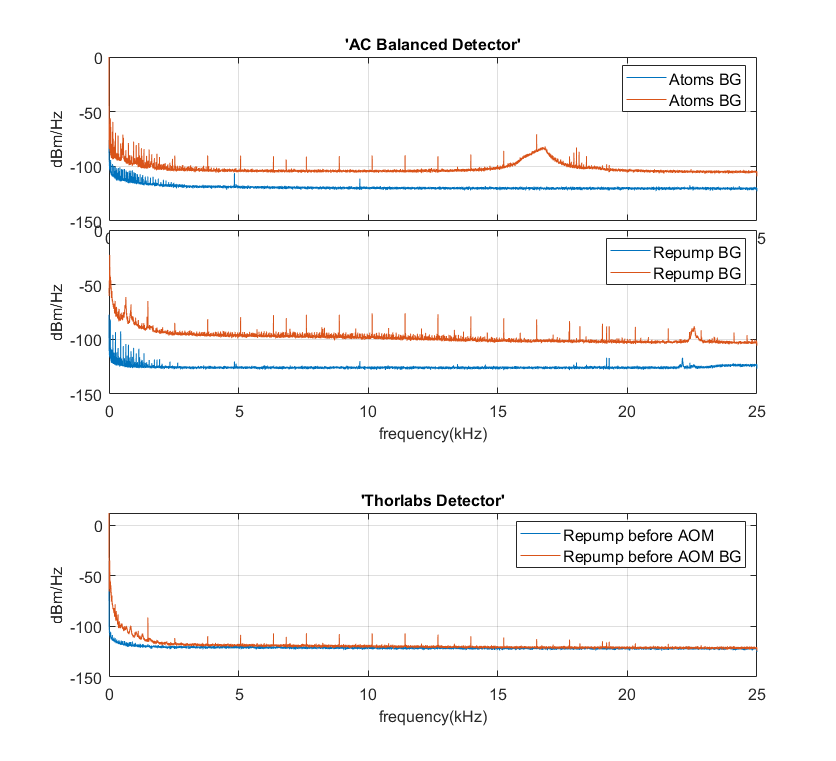 'AC Balanced Detector'
0
-50
-100
-150
dBm/Hz
Atoms BG
Atoms BG
0
5
0
-50
-100
-150
dBm/Hz
Repump BG
Repump BG
0 5 10 15 20 25
frequency(kHz)
'Thorlabs Detector'
0
-50
-100
-150
dBm/Hz
Repump before AOM
Repump before AOM BG
0 5 10 15 20 25
frequency(kHz)